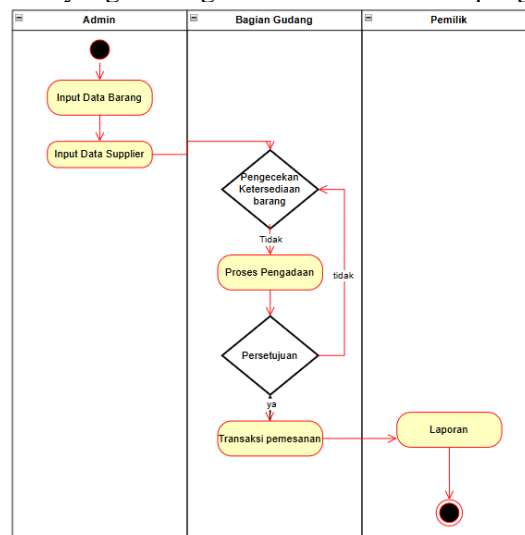 Admin
Bagian Gudang
Pemilik
Input Data Barang
Input Data Supplier
Pengecekan
Ketersediaan
barang
Tidak
Proses Pengadaan
tidak
Persetujuan
ya
Transaksi pemesanan
Laporan